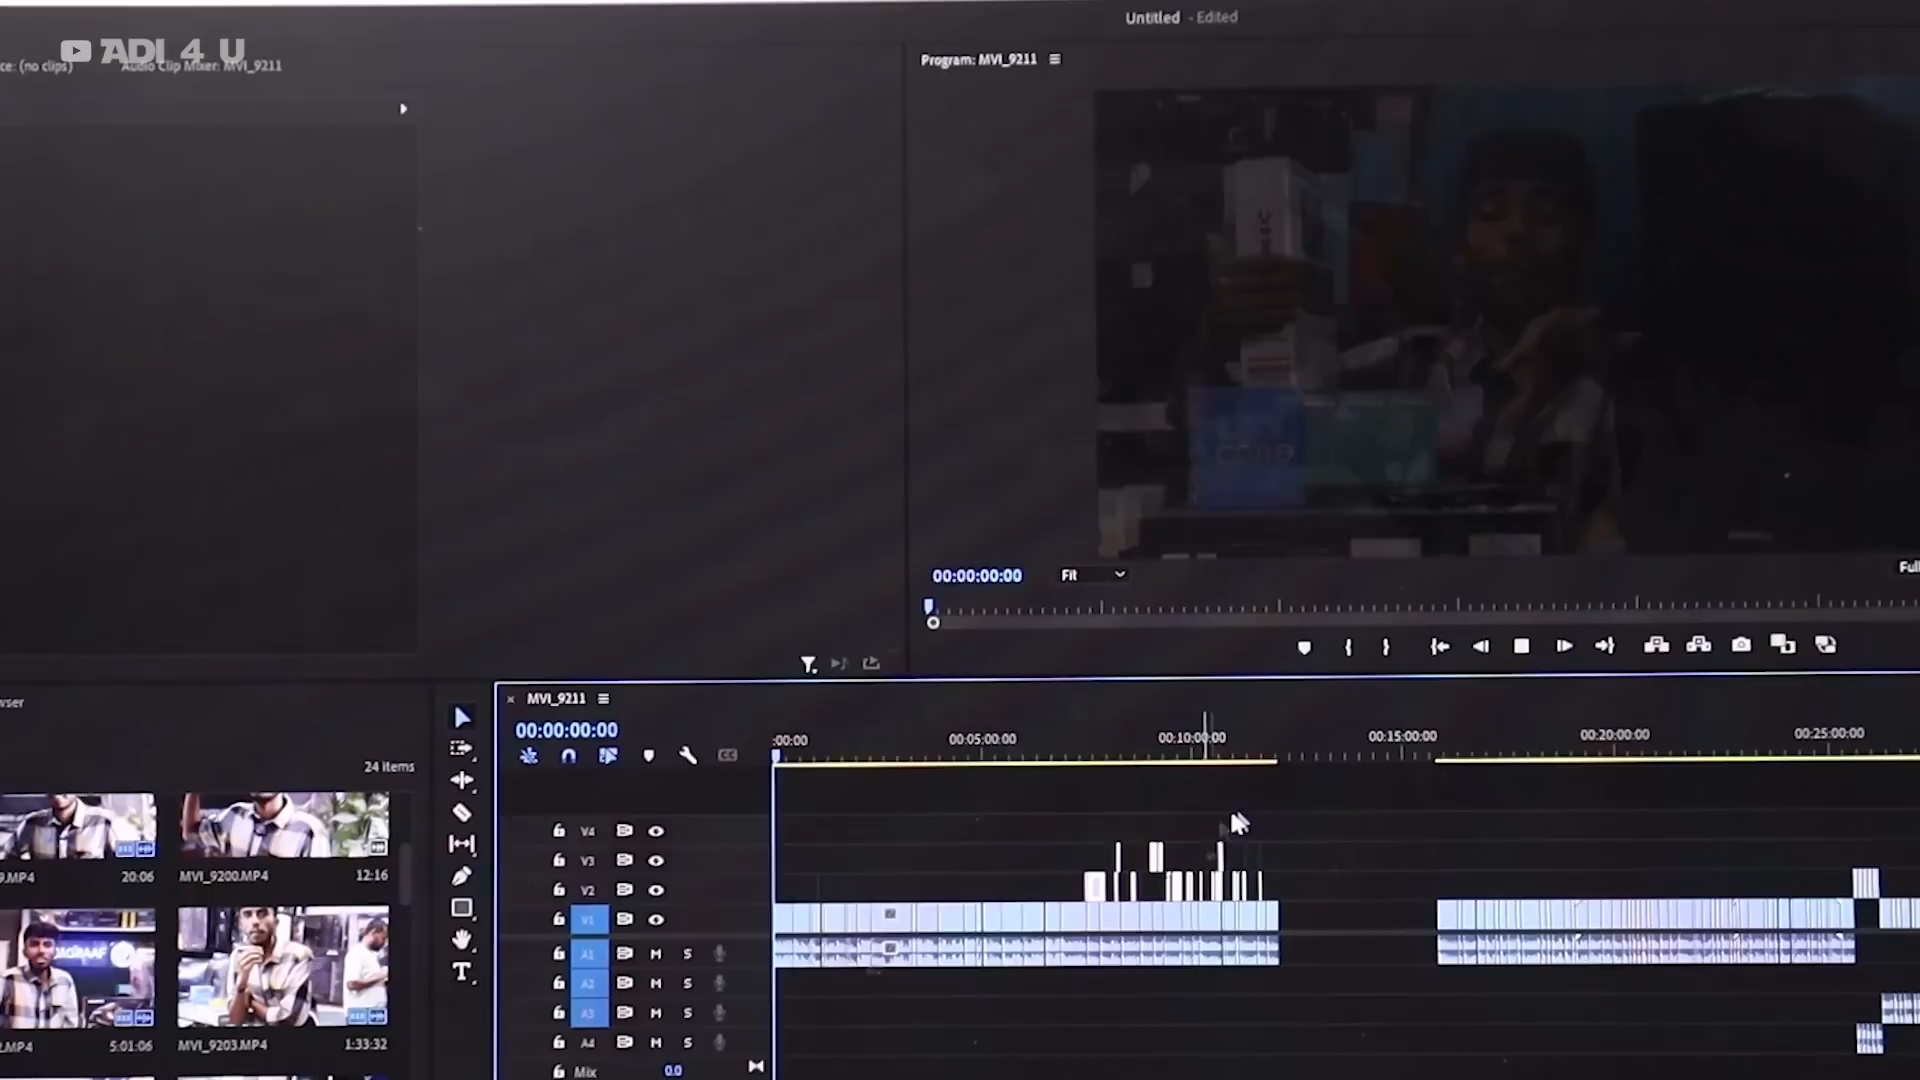 Untitled - Edited
ADI 4 U
ce: (no clips)
Audio Clip Mixer: MVI_9211
Program: MVI_9211
00:00:00:00
Fit
Full
wser
24 items
9.MP4
20:06
MVI_9200.MP4
12:16
2.MP4
5:01:06
MVI_9203.MP4
1:33:32
MVI_9211
00:00:00:00
:00:00
00:05:00:00
00:10:00:00
00:15:00:00
00:20:00:00
00:25:00:00
V4
V3
V2
V1
A1 M S
A2 M S
A3 M S
A4 M S
Mix 0.0